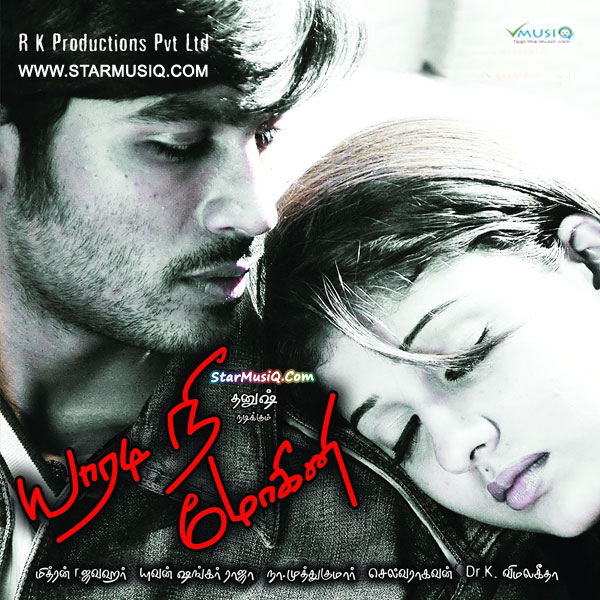 R K Productions Pvt Ltd
WWW.STARMUSIQ.COM
VMUSIQ
StarMusiQ.Com
தனுஷ்
நடிக்கும்
யாரடி நீ
மோகினி
மித்ரன் r ஜவஹர் யுவன் ஷங்கர் ராஜா நா.முத்துகுமார் செல்வராகவன் Dr K. விமலகீதா